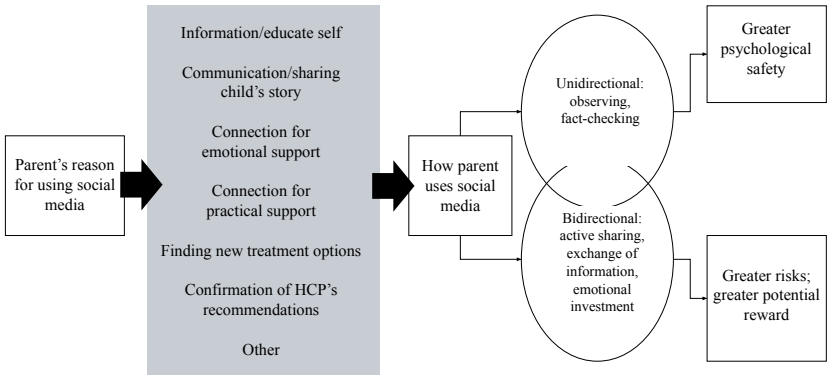 Parent's reason
for using social
media
Information/educate self
Communication/sharing
child's story
Connection for
emotional support
Connection for
practical support
Finding new treatment options
Confirmation of HCP's
recommendations
Other
How parent
uses social
media
Unidirectional:
observing,
fact-checking
Bidirectional:
active sharing,
exchange of
information,
emotional
investment
Greater
psychological
safety
Greater risks;
greater potential
reward